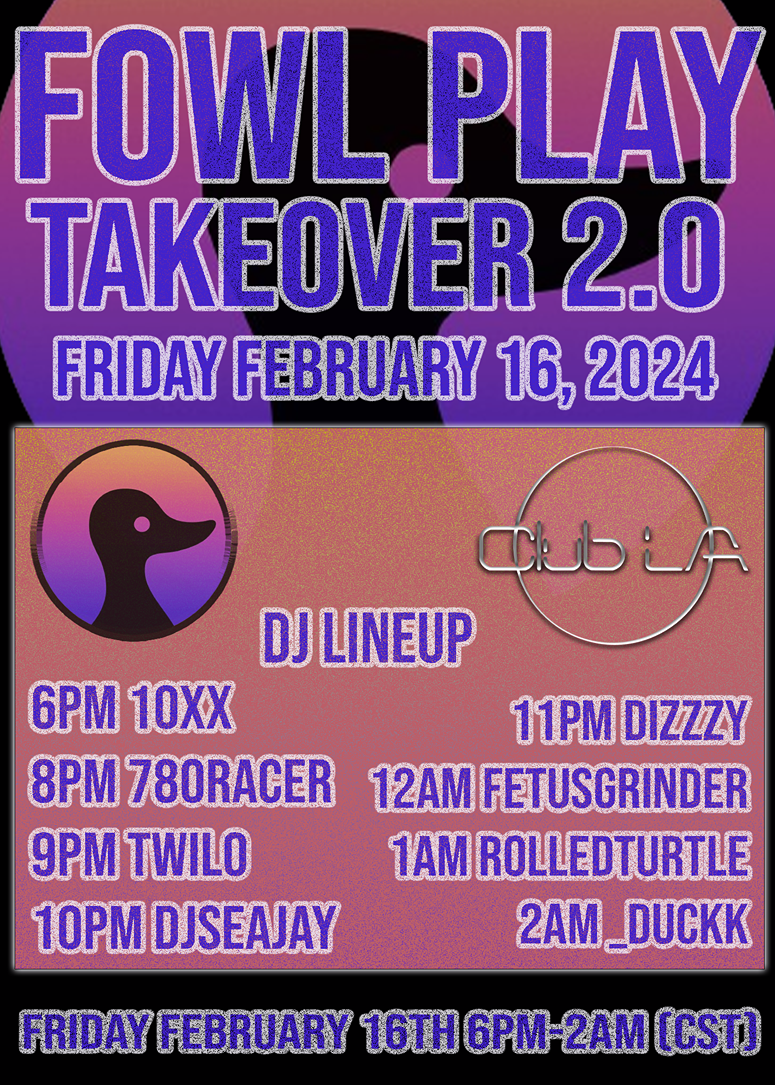 FOWL PLAY
TAKEOVER 2.0
FRIDAY FEBRUARY 16, 2024
Club LA
DJ LINEUP
6PM 10XX
8PM 780RACER
9PM TWILO
10PM DJSEAJAY
11PM DIZZZY
12AM FETUSGRINDER
1AM ROLLEDTURTLE
2AM _DUCKK
FRIDAY FEBRUARY 16TH 6PM-2AM (CST)